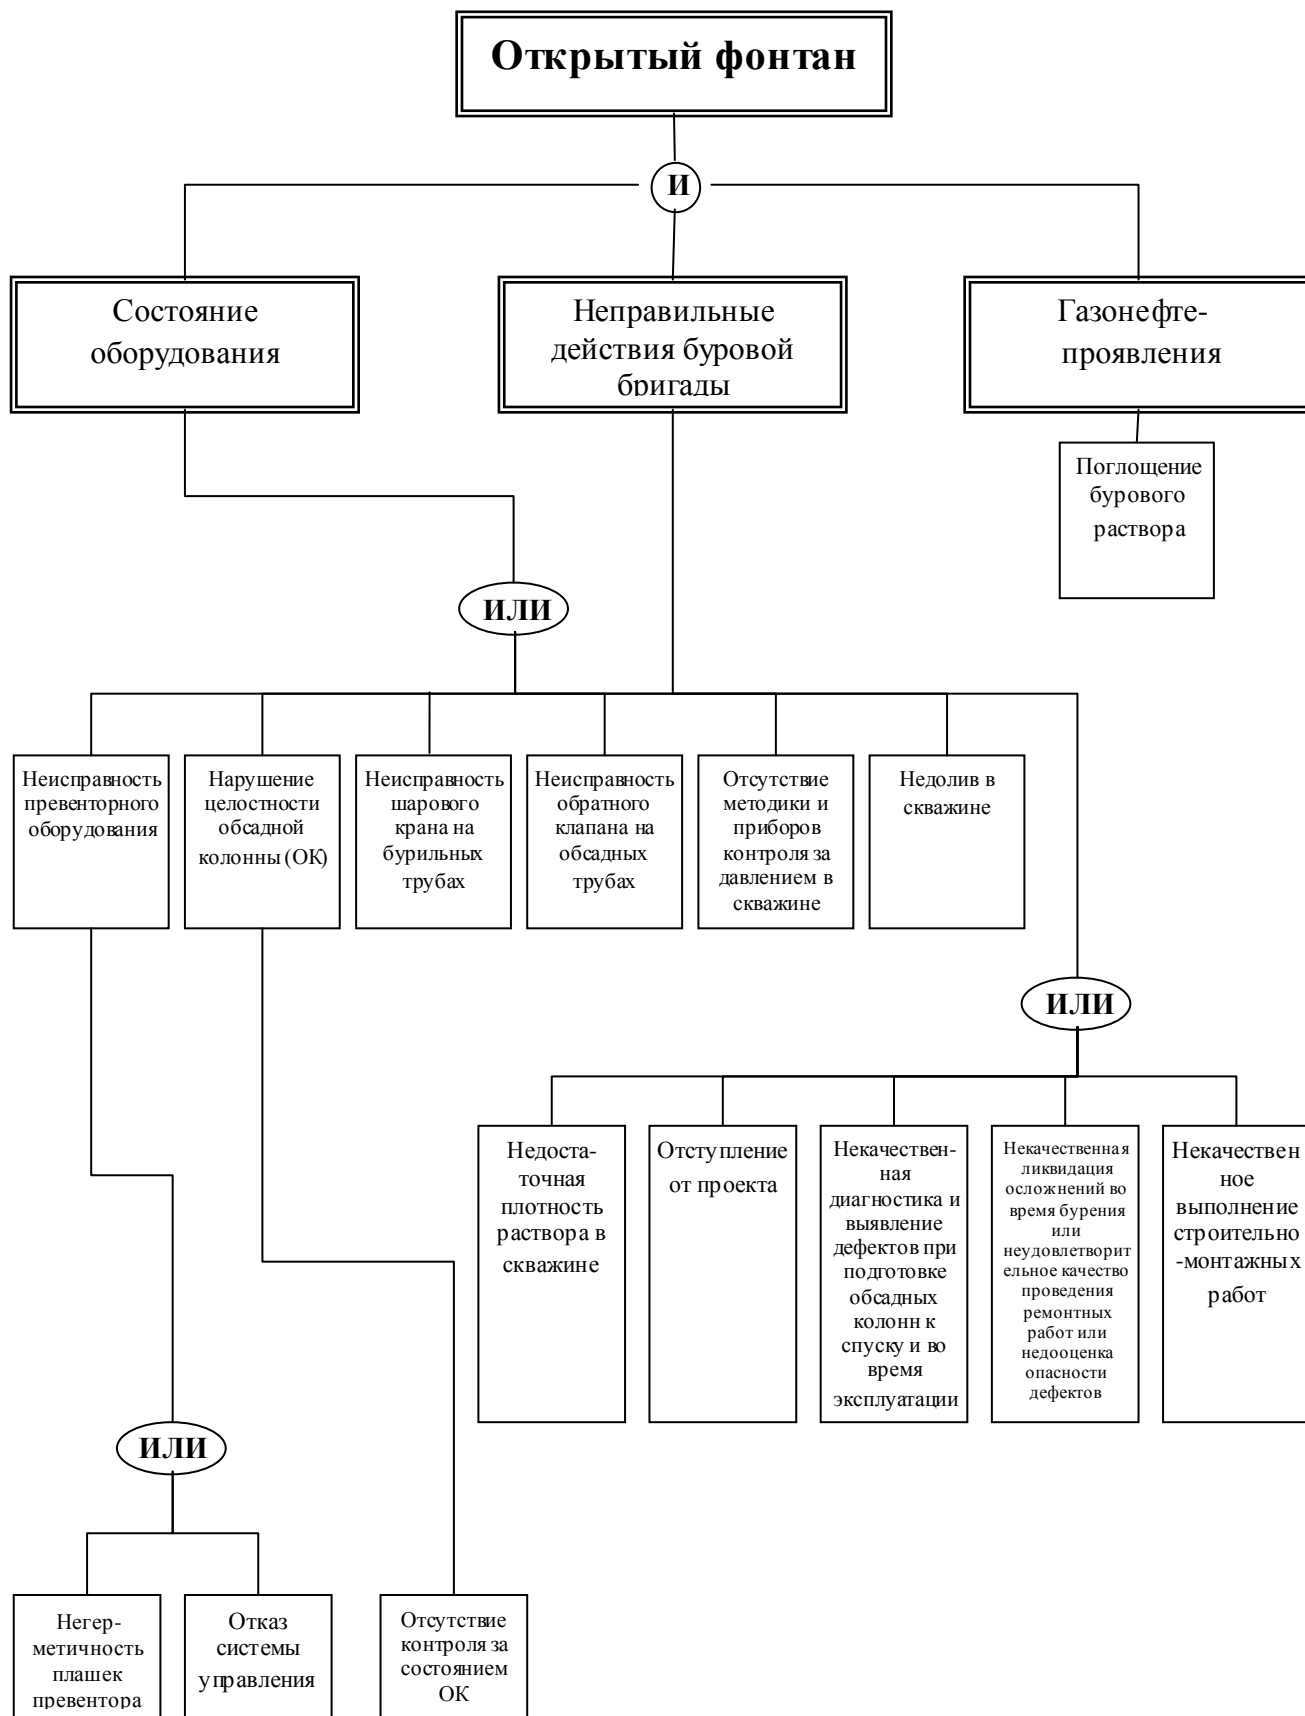 Открытый фонтан
И
Состояние
оборудования
Неправильные
действия буровой
бригады
Газонефте-
проявления
Поглощение
бурового
раствора
ИЛИ
Неисправность
превенторного
оборудования
Нарушение
целостности
обсадной
колонны (ОК)
Неисправность
шарового
крана на
бурильных
трубах
Неисправность
обратного
клапана на
обсадных
трубах
Отсутствие
методики и
приборов
контроля за
давлением в
скважине
Недолив в
скважине
ИЛИ
Недоста-
точная
плотность
раствора в
скважине
Отступление
от проекта
Некачествен-
ная
диагностика и
выявление
дефектов при
подготовке
обсадных
колонн к
спуску и во
время
эксплуатации
Некачественная
ликвидация
осложнений во
время бурения
или
неудовлетворит
ельное качество
проведения
ремонтных
работ или
недооценка
опасности
дефектов
Некачествен
ное
выполнение
строительно
-монтажных
работ
ИЛИ
Негер-
метичность
плашек
превентора
Отказ
системы
управления
Отсутствие
контроля за
состоянием
ОК